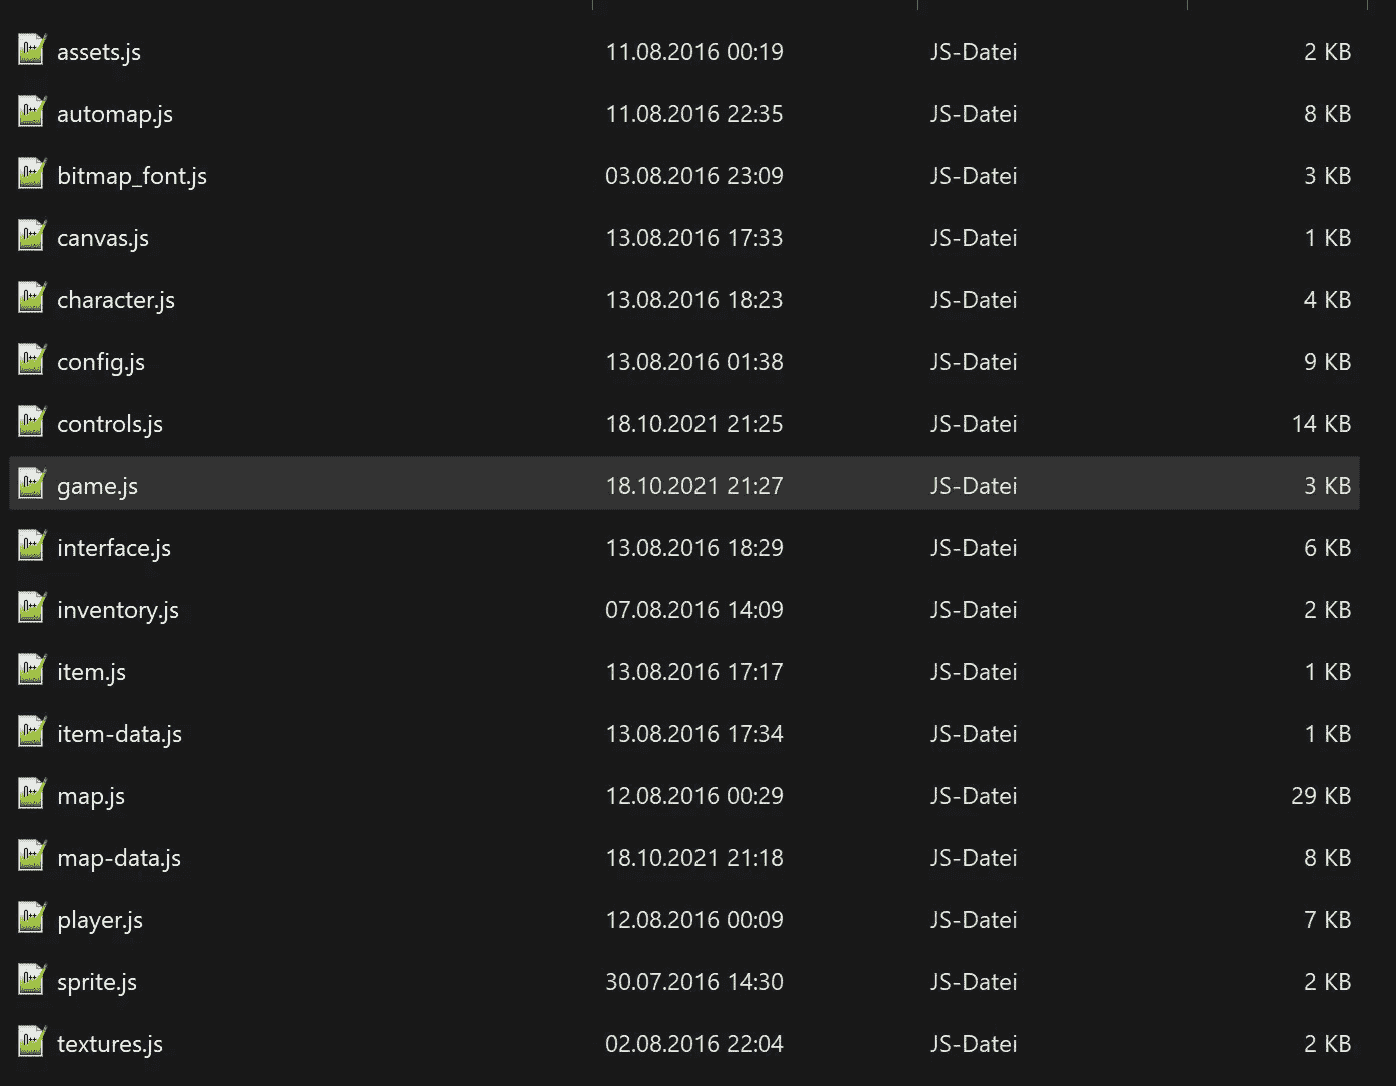 assets.js 11.08.2016 00:19 JS-Datei 2 KB
automap.js 11.08.2016 22:35 JS-Datei 8 KB
bitmap_font.js 03.08.2016 23:09 JS-Datei 3 KB
canvas.js 13.08.2016 17:33 JS-Datei 1 KB
character.js 13.08.2016 18:23 JS-Datei 4 KB
config.js 13.08.2016 01:38 JS-Datei 9 KB
controls.js 18.10.2021 21:25 JS-Datei 14 KB
game.js 18.10.2021 21:27 JS-Datei 3 KB
interface.js 13.08.2016 18:29 JS-Datei 6 KB
inventory.js 07.08.2016 14:09 JS-Datei 2 KB
item.js 13.08.2016 17:17 JS-Datei 1 KB
item-data.js 13.08.2016 17:34 JS-Datei 1 KB
map.js 12.08.2016 00:29 JS-Datei 29 KB
map-data.js 18.10.2021 21:18 JS-Datei 8 KB
player.js 12.08.2016 00:09 JS-Datei 7 KB
sprite.js 30.07.2016 14:30 JS-Datei 2 KB
textures.js 02.08.2016 22:04 JS-Datei 2 KB